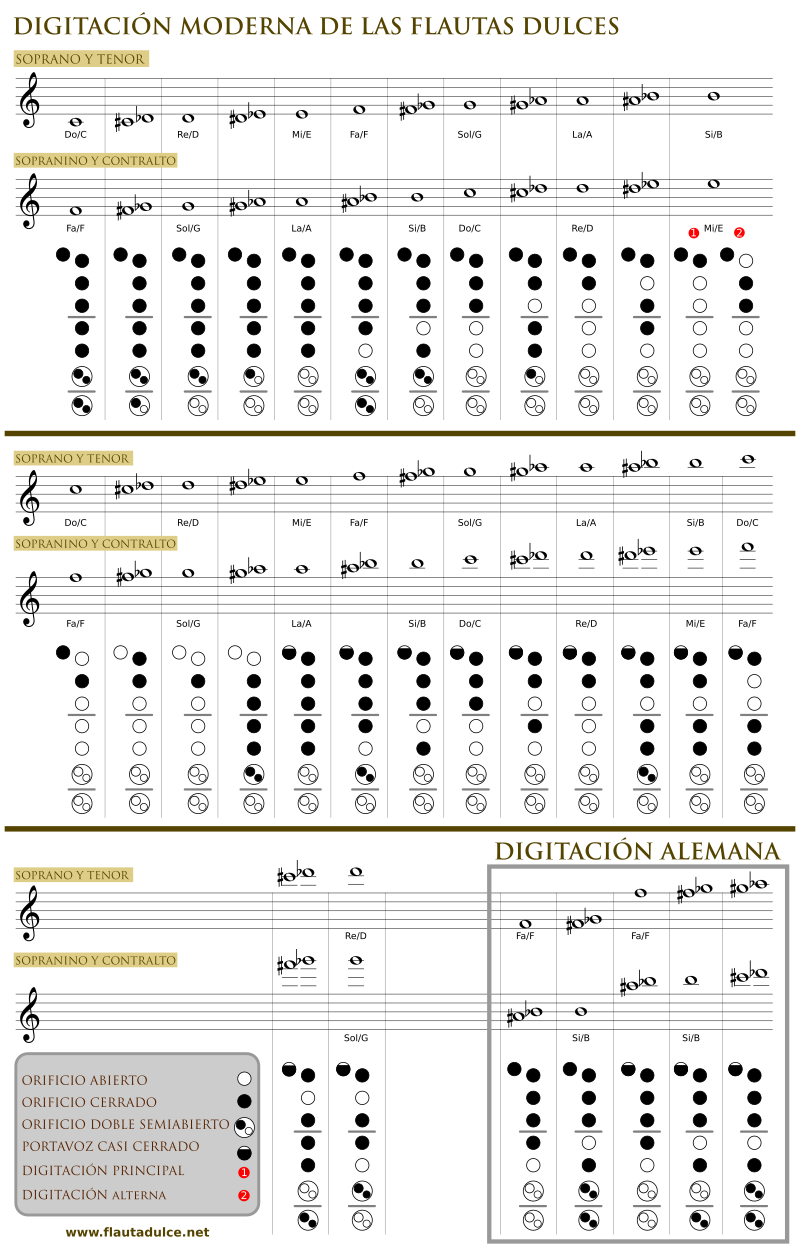 DIGITACIÓN MODERNA DE LAS FLAUTAS DULCES
SOPRANO Y TENOR
Do/C Re/D Mi/E Fa/F Sol/G La/A Si/B
SOPRANINO Y CONTRALTO
Fa/F Sol/G La/A Si/B Do/C Re/D Mi/E
1 2
SOPRANO Y TENOR
Do/C Re/D Mi/E Fa/F Sol/G La/A Si/B Do/C
SOPRANINO Y CONTRALTO
Fa/F Sol/G La/A Si/B Do/C Re/D Mi/E Fa/F
DIGITACIÓN ALEMANA
SOPRANO Y TENOR
Re/D Fa/F Fa/F
SOPRANINO Y CONTRALTO
Sol/G Si/B Si/B
ORIFICIO ABIERTO
ORIFICIO CERRADO
ORIFICIO DOBLE SEMIABIERTO
PORTAVOZ CASI CERRADO
DIGITACIÓN PRINCIPAL 1
DIGITACIÓN ALTERNA 2
www.flautadulce.net